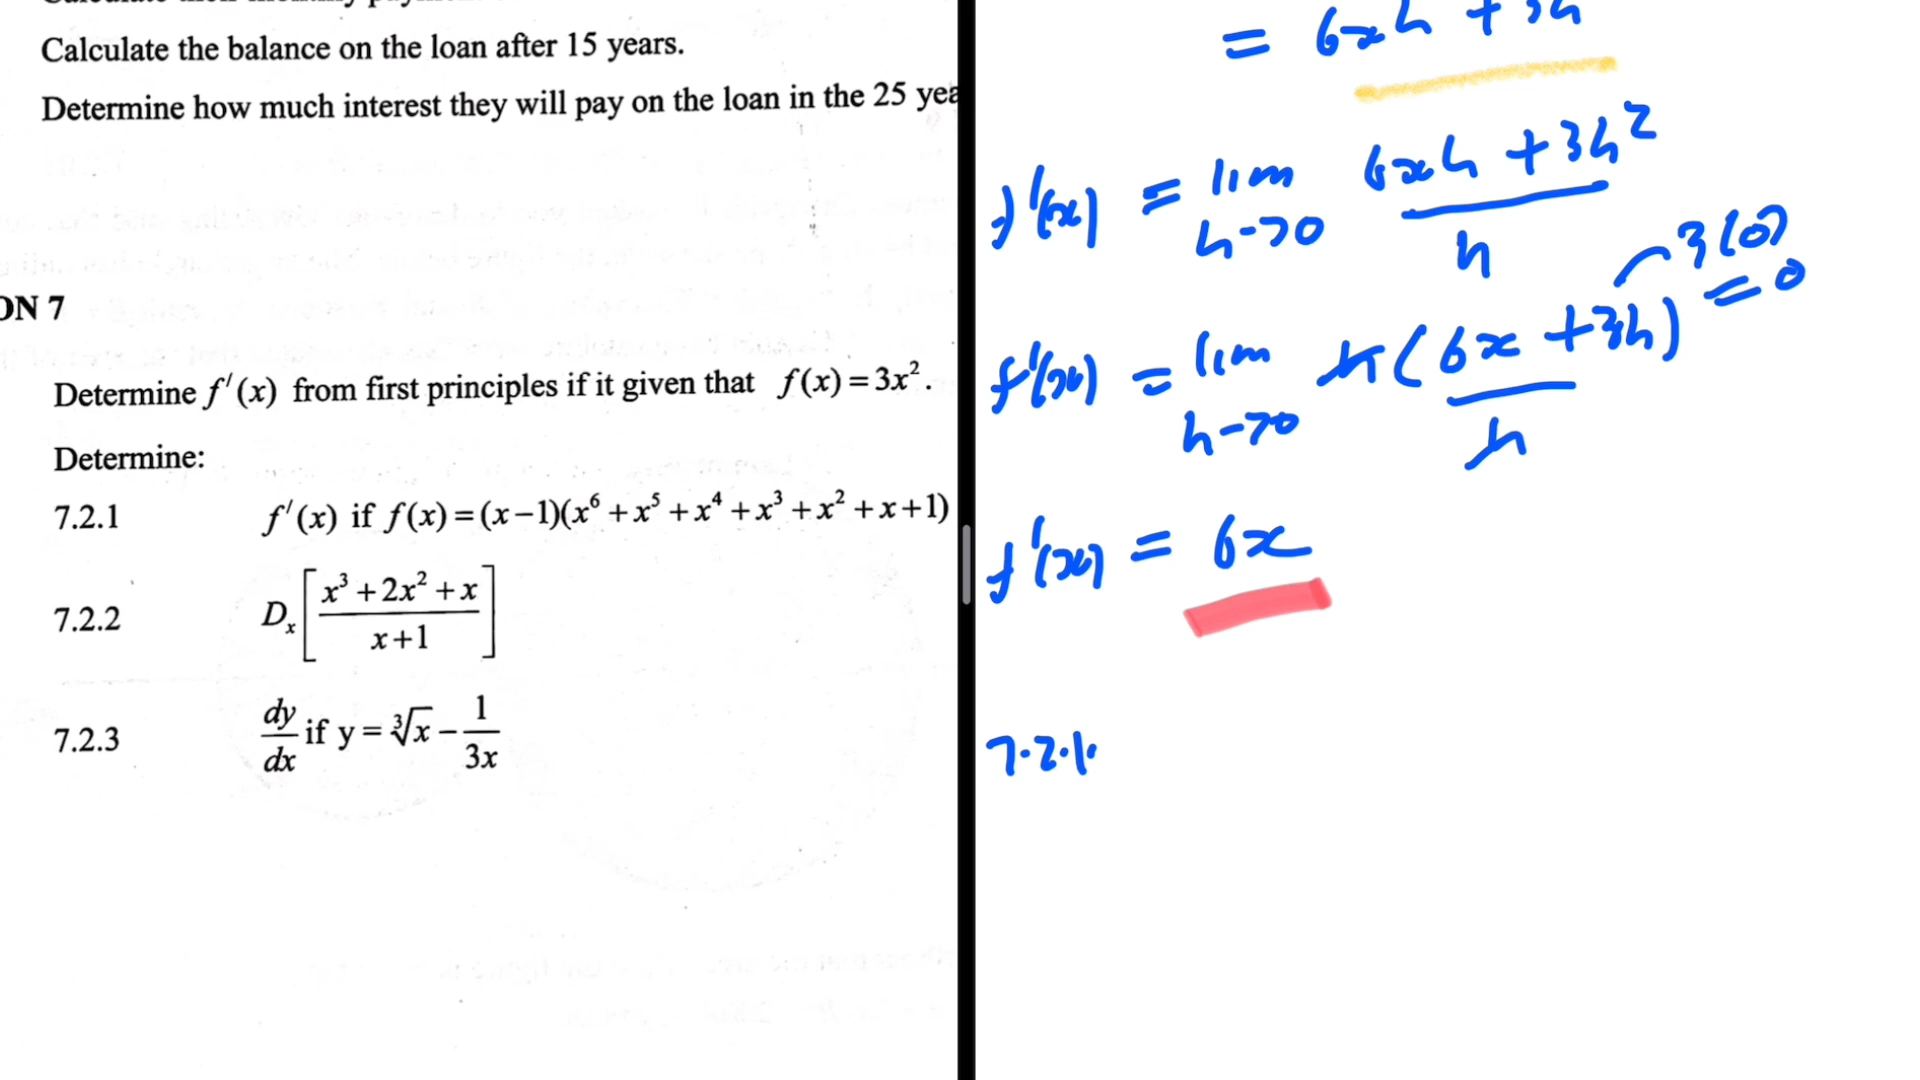 Calculate the balance on the loan after 15 years.
Determine how much interest they will pay on the loan in the 25 yea
ON 7
Determine f′(x) from first principles if it given that f(x) = 3x².
Determine:
7.2.1 f′(x) if f(x) = (x−1)(x⁶ + x⁵ + x⁴ + x³ + x² + x + 1)
7.2.2 Dₓ [ (x³ + 2x² + x) / (x+1) ]
7.2.3 dy/dx if y = ∛x − 1/(3x)
= 6xh + 3h
f'(x) = lim h->0 (6xh + 3h²) / h
3(0)
= 0
f'(x) = lim h->0 h(6x + 3h) / h
f'(x) = 6x
7.2.1.